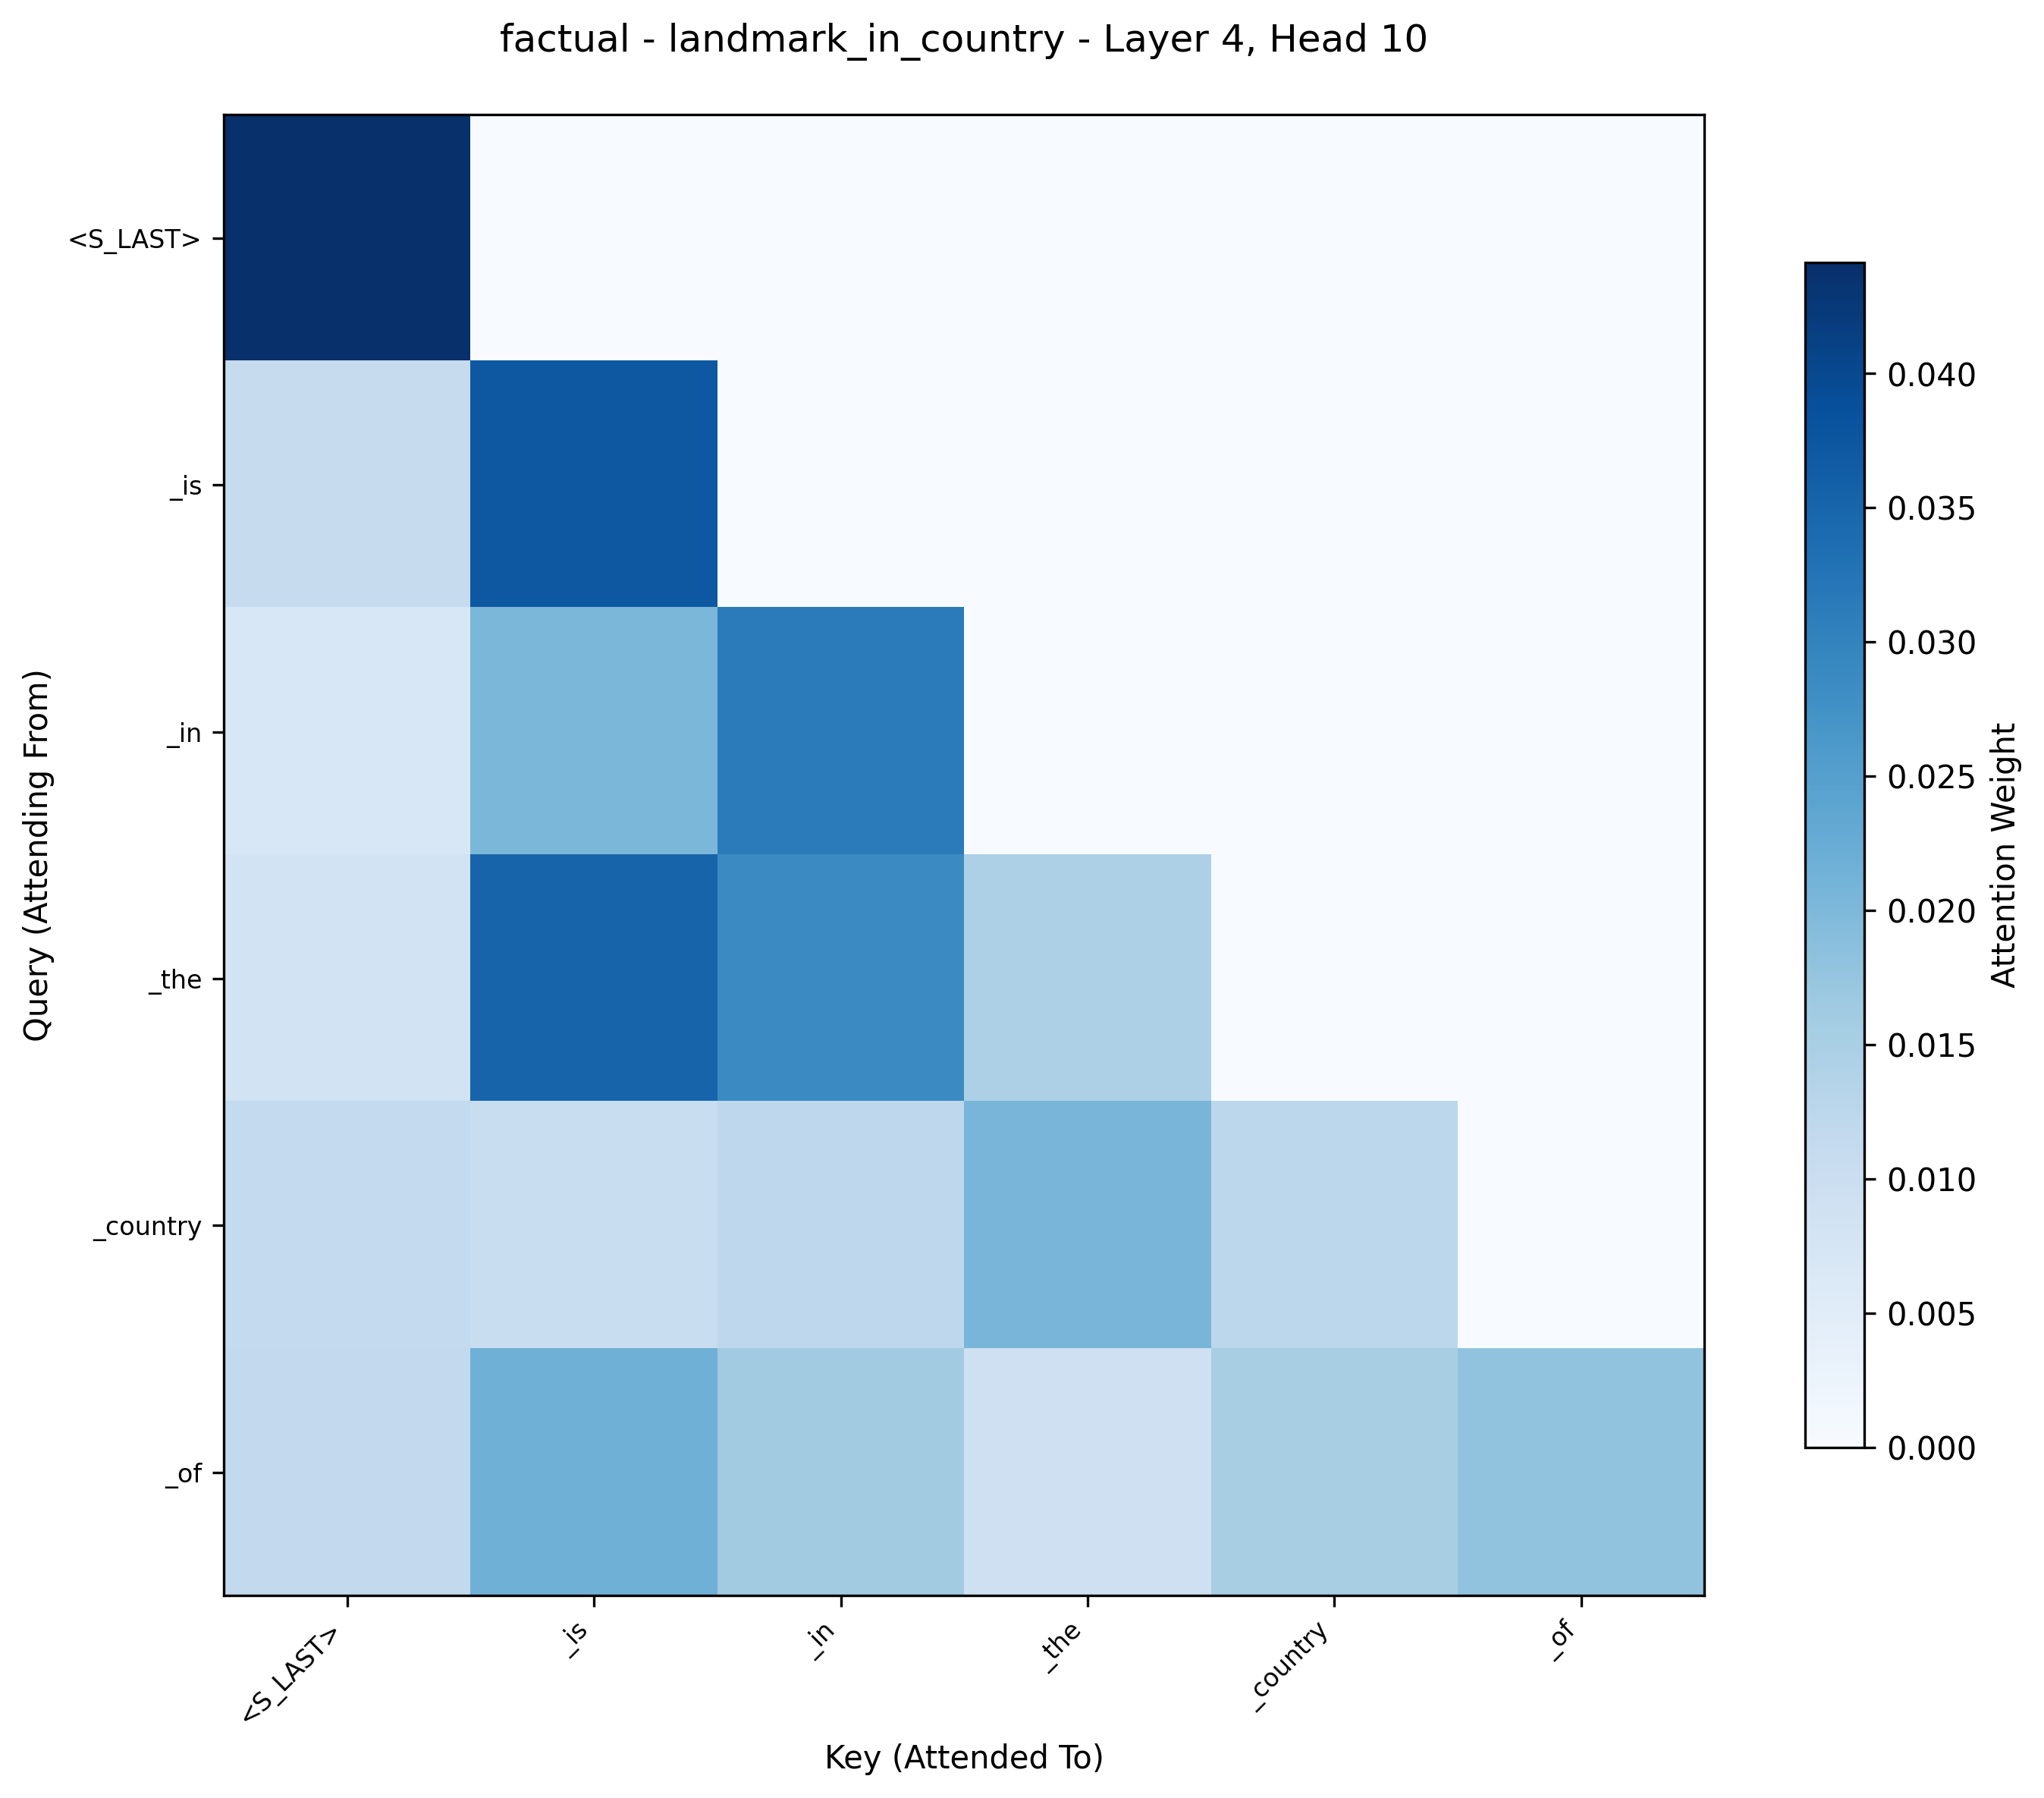 factual - landmark_in_country - Layer 4, Head 10
Query (Attending From)
<S_LAST>
_is
_in
_the
_country
_of
<S_LAST>
_is
_in
_the
_country
_of
Key (Attended To)
0.040
0.035
0.030
0.025
0.020
0.015
0.010
0.005
0.000
Attention Weight